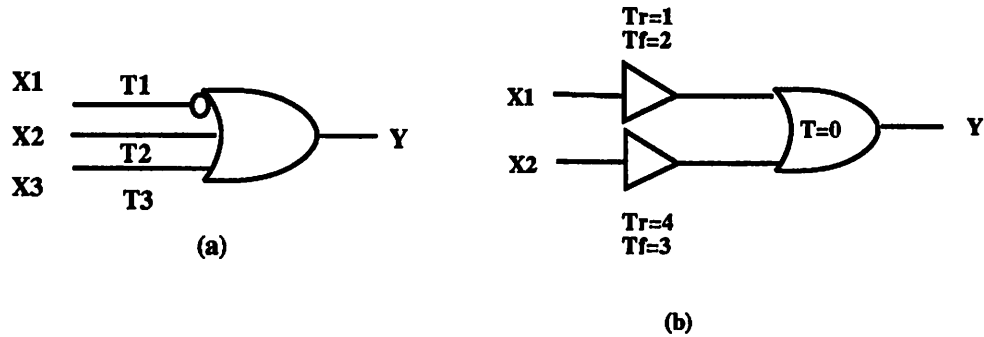 X1
T1
X2
T2
X3
T3
Y
(a)
Tr=1
Tf=2
X1
T=0
Y
X2
Tr=4
Tf=3
(b)